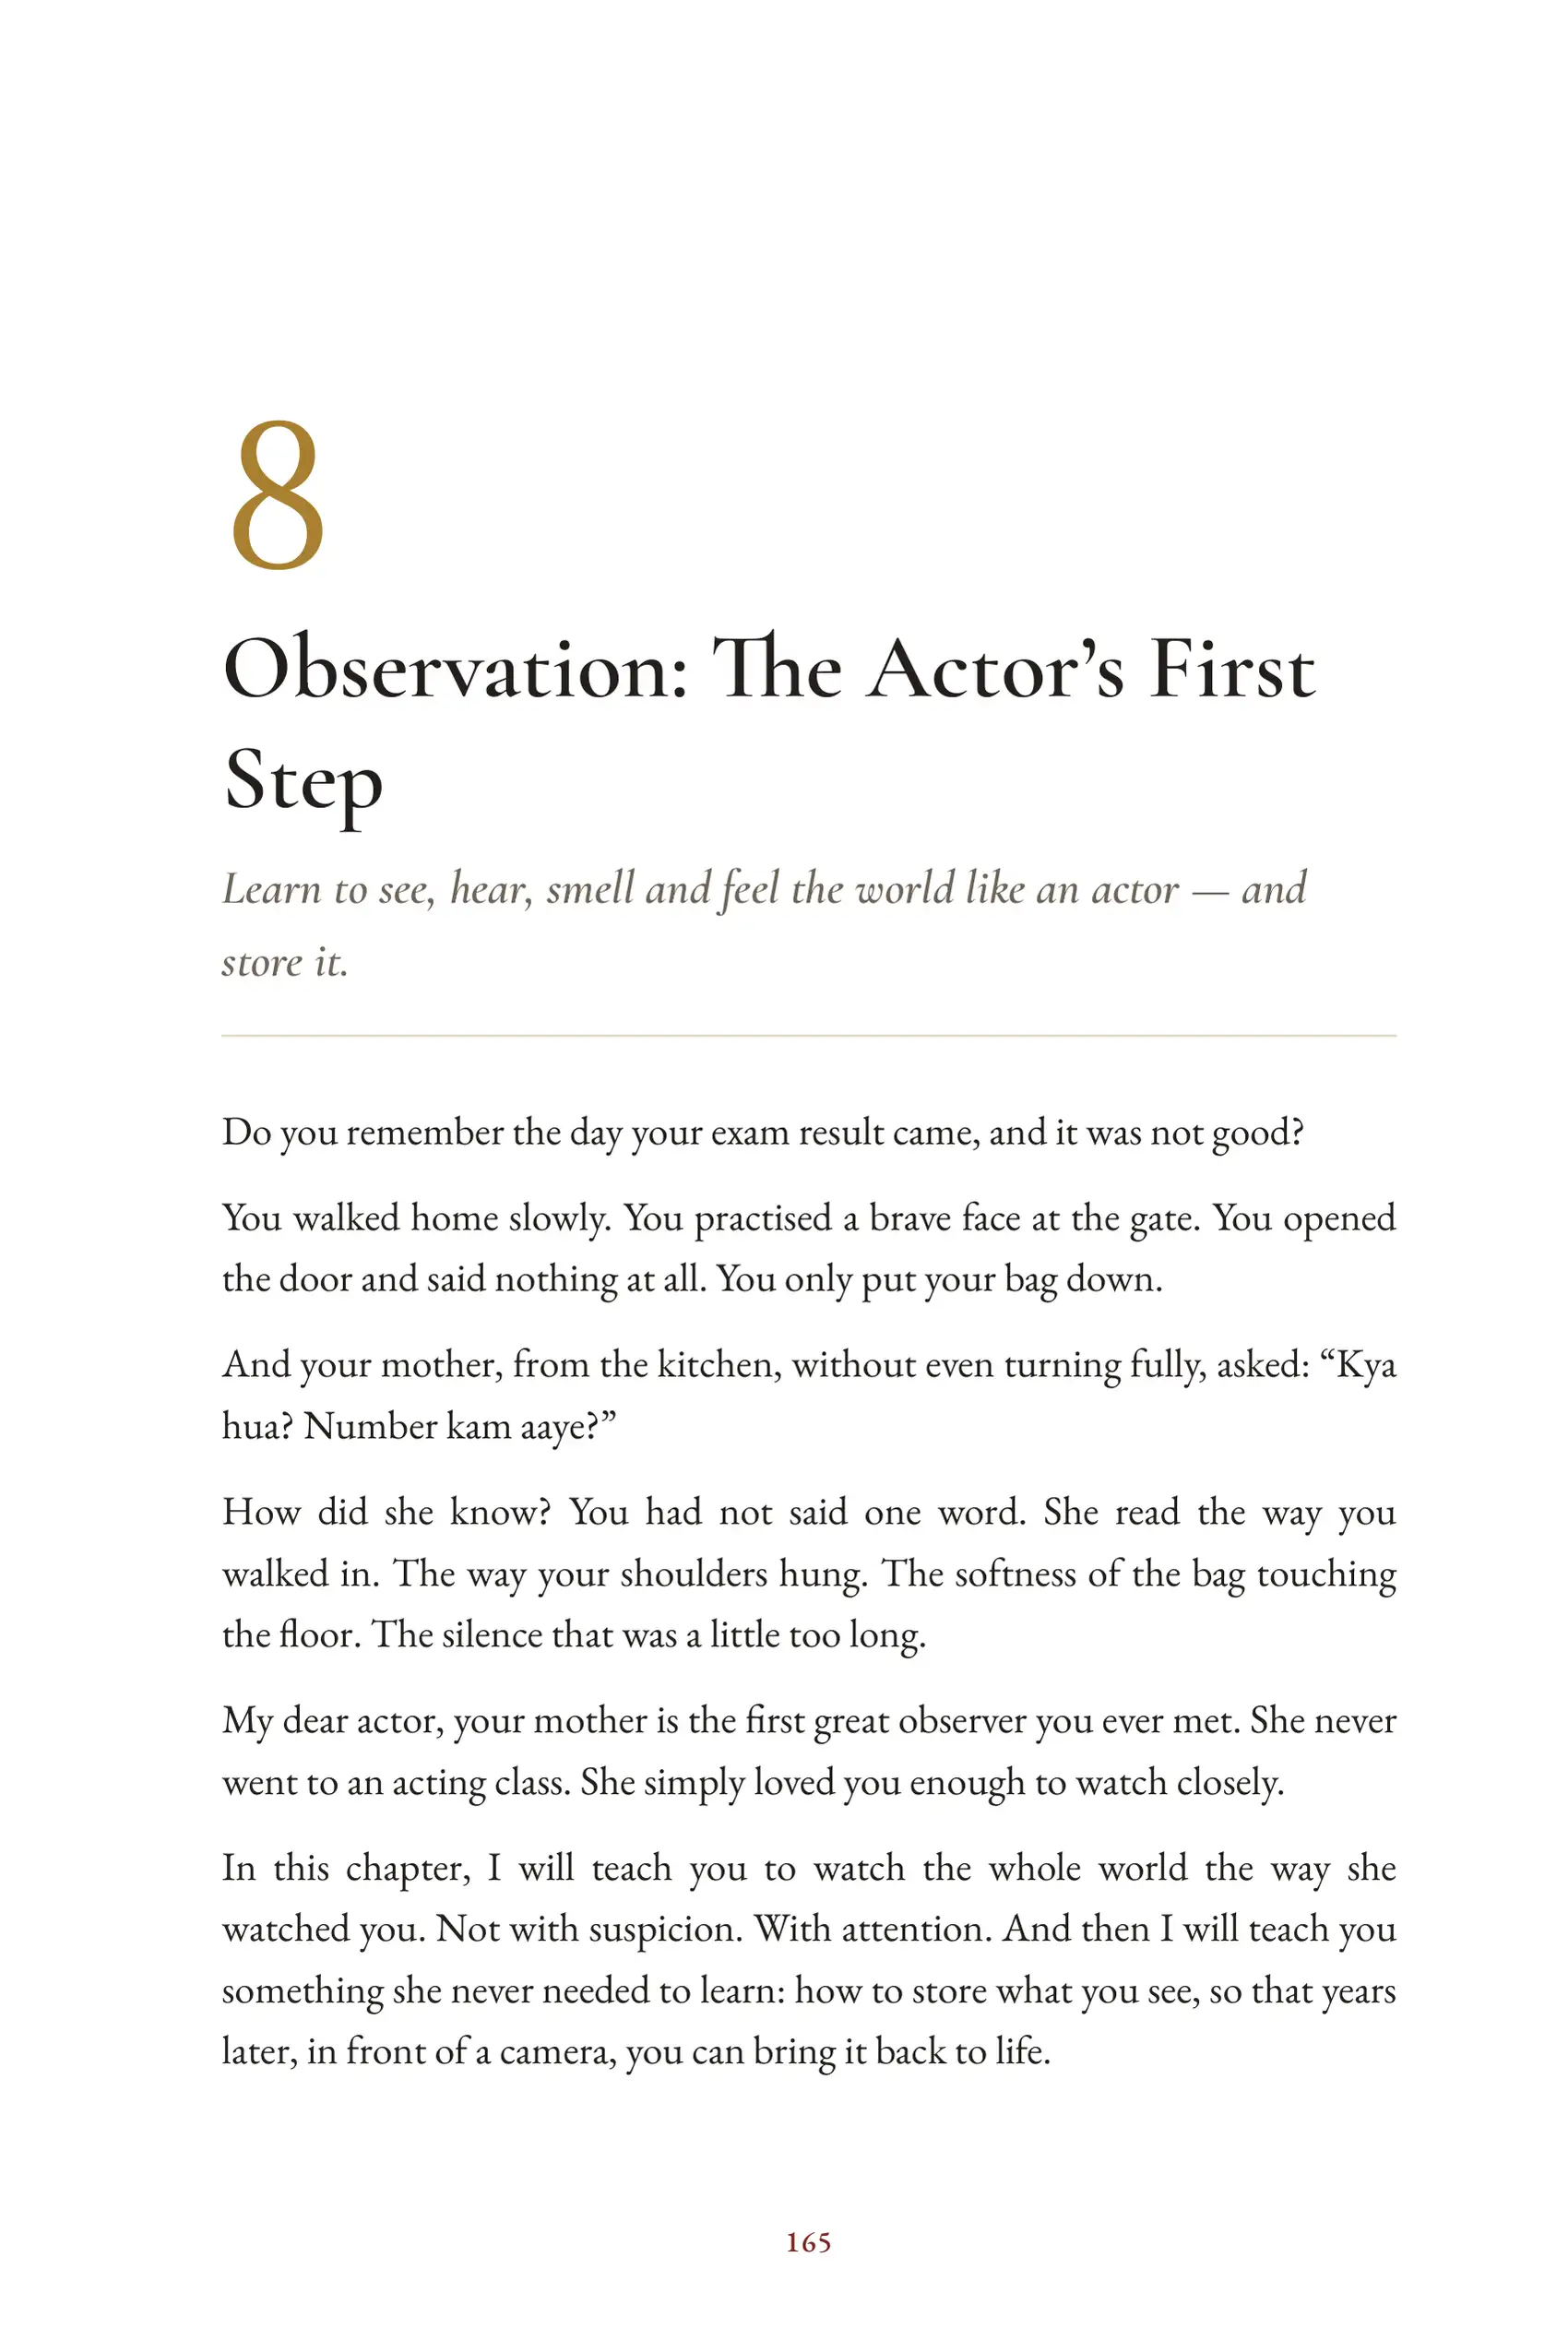 8
Observation: The Actor’s First
Step
Learn to see, hear, smell and feel the world like an actor — and
store it.
Do you remember the day your exam result came, and it was not good?
You walked home slowly. You practised a brave face at the gate. You opened
the door and said nothing at all. You only put your bag down.
And your mother, from the kitchen, without even turning fully, asked: “Kya
hua? Number kam aaye?”
How did she know? You had not said one word. She read the way you
walked in. The way your shoulders hung. The softness of the bag touching
the floor. The silence that was a little too long.
My dear actor, your mother is the first great observer you ever met. She never
went to an acting class. She simply loved you enough to watch closely.
In this chapter, I will teach you to watch the whole world the way she
watched you. Not with suspicion. With attention. And then I will teach you
something she never needed to learn: how to store what you see, so that years
later, in front of a camera, you can bring it back to life.
165